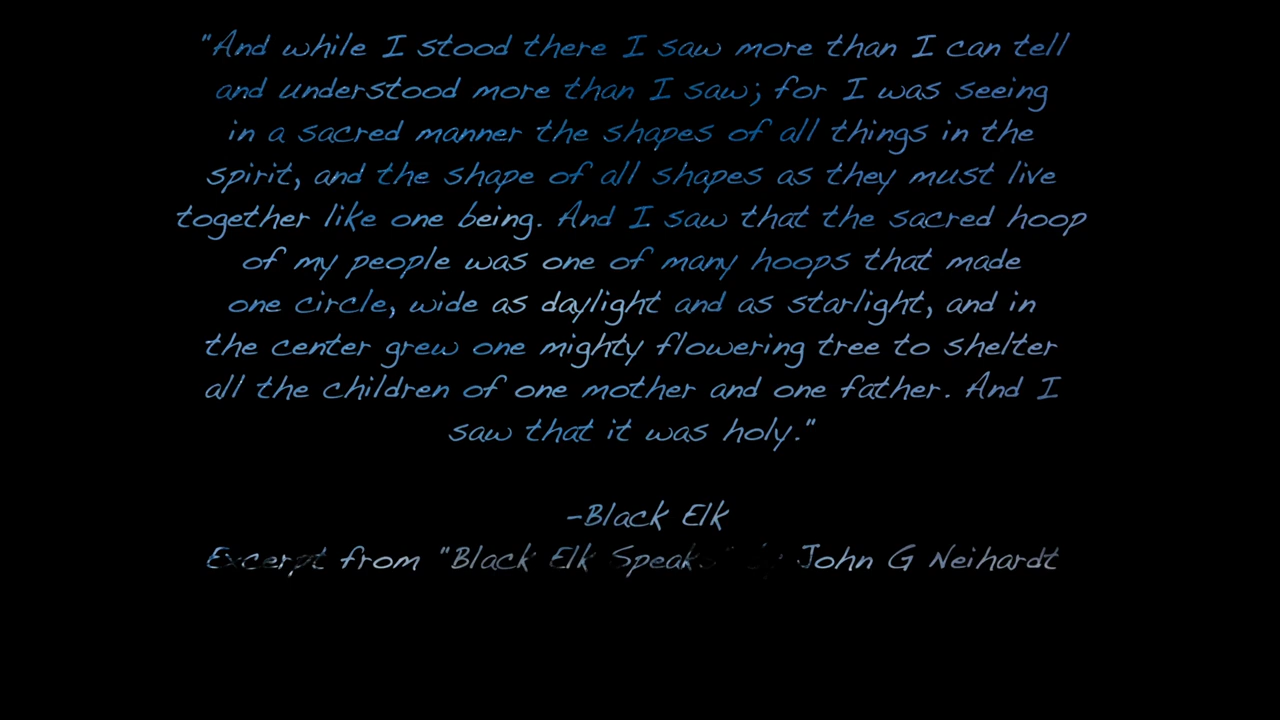 "And while I stood there I saw more than I can tell
and understood more than I saw; for I was seeing
in a sacred manner the shapes of all things in the
spirit, and the shape of all shapes as they must live
together like one being. And I saw that the sacred hoop
of my people was one of many hoops that made
one circle, wide as daylight and as starlight, and in
the center grew one mighty flowering tree to shelter
all the children of one mother and one father. And I
saw that it was holy."
-Black Elk
Excerpt from "Black Elk Speaks" by John G Neihardt